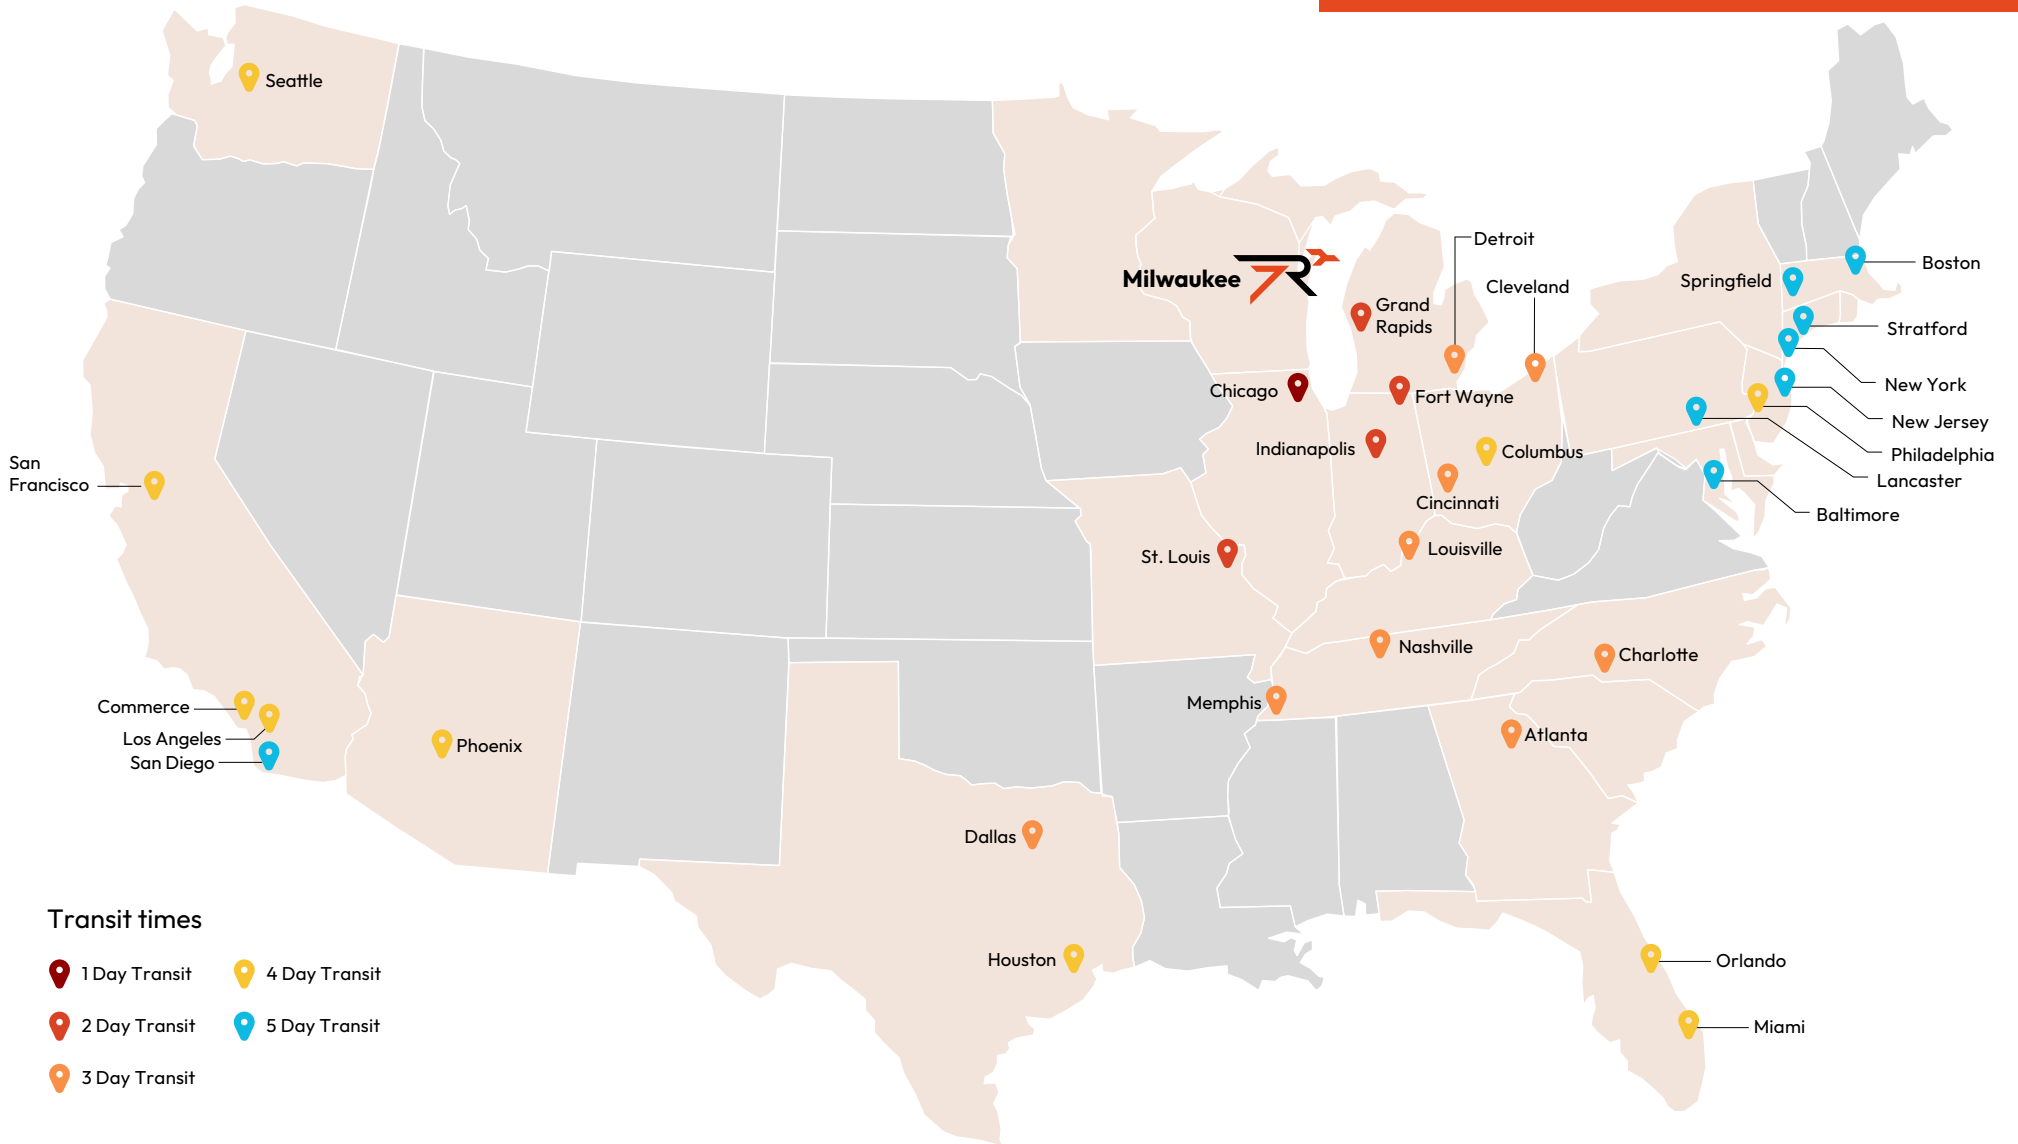 Seattle
Detroit
Boston
Milwaukee
Springfield
Cleveland
Grand
Rapids
Stratford
New York
Chicago
Fort Wayne
New Jersey
Indianapolis
Columbus
Philadelphia
San
Francisco
Lancaster
Cincinnati
Baltimore
Louisville
St. Louis
Nashville
Charlotte
Memphis
Commerce
Los Angeles
San Diego
Phoenix
Atlanta
Dallas
Houston
Orlando
Miami
Transit times
1 Day Transit
4 Day Transit
2 Day Transit
5 Day Transit
3 Day Transit